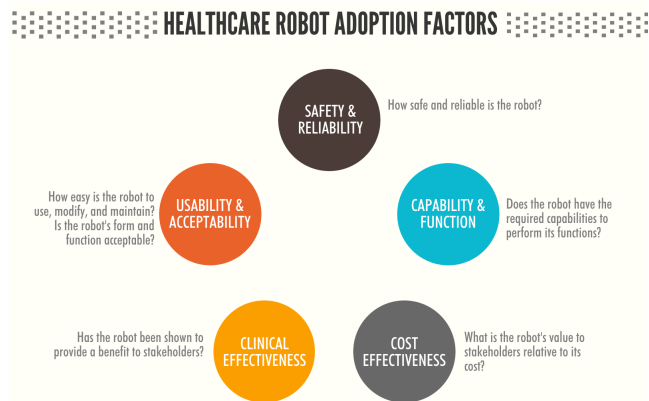 HEALTHCARE ROBOT ADOPTION FACTORS
SAFETY &
RELIABILITY
How safe and reliable is the robot?
How easy is the robot to
use, modify, and maintain?
Is the robot's form and
function acceptable?
USABILITY &
ACCEPTABILITY
CAPABILITY &
FUNCTION
Does the robot have the
required capabilities to
perform its functions?
Has the robot been shown to
provide a benefit to stakeholders?
CLINICAL
EFFECTIVENESS
COST
EFFECTIVENESS
What is the robot's value to
stakeholders relative to its
cost?